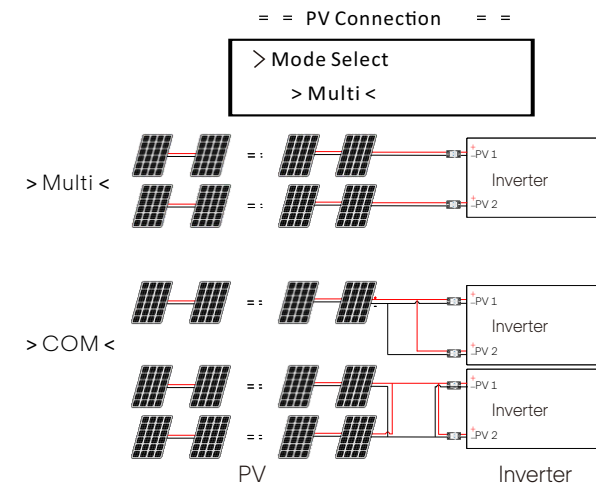 = = PV Connection = =
> Mode Select
> Multi <
> Multi <
+ PV 1
-
Inverter
+ PV 2
-
> COM <
+ PV 1
-
Inverter
+ PV 2
-
+ PV 1
-
Inverter
+ PV 2
-
PV Inverter